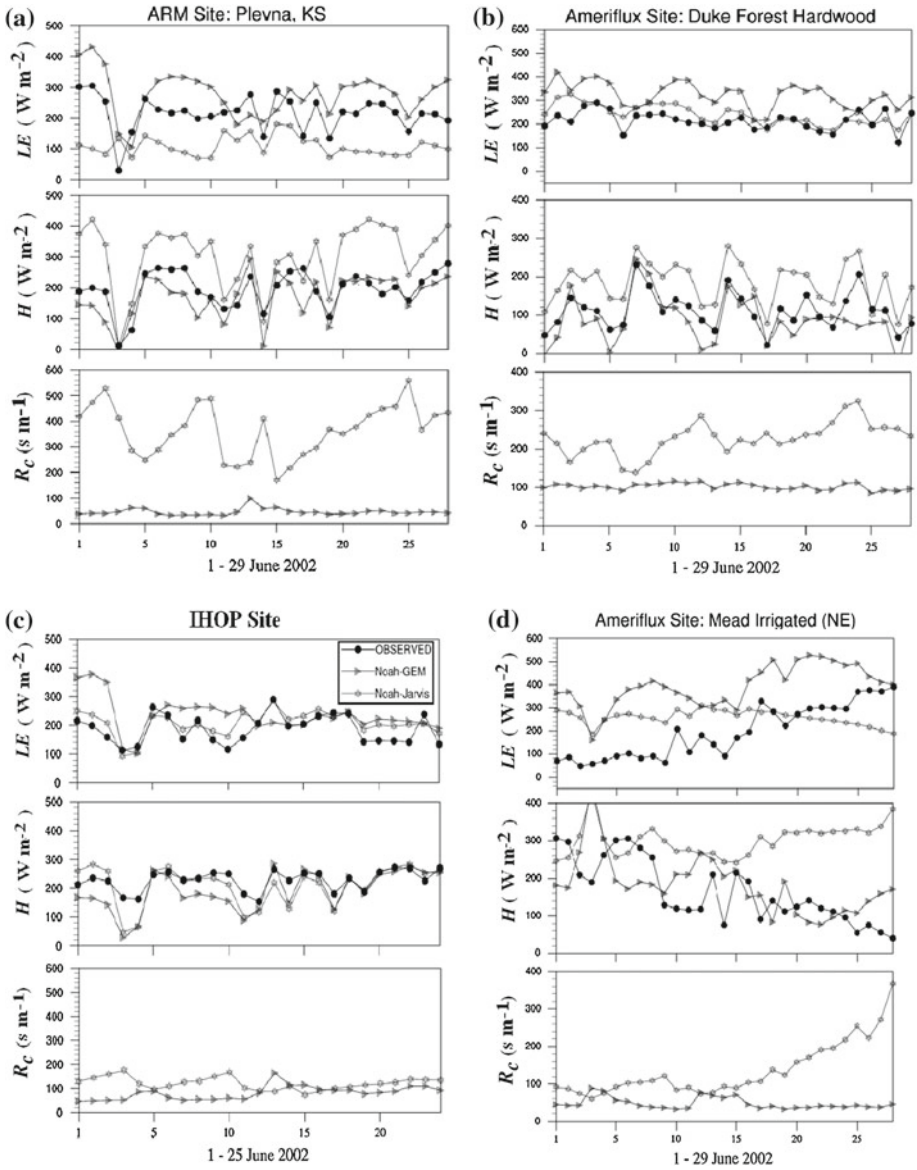 (a)
ARM Site: Plevna, KS
500
400
300
200
100
0
LE ( W m-2)
500
400
300
200
100
0
H ( W m-2)
600
500
400
300
200
100
0
Rc (s m-1)
1 5 10 15 20 25
1 - 29 June 2002
(b)
Ameriflux Site: Duke Forest Hardwood
600
500
400
300
200
100
0
LE ( W m-2)
400
300
200
100
0
H ( W m-2)
400
300
200
100
0
Rc (s m-1)
1 5 10 15 20 25
1 - 29 June 2002
(c)
IHOP Site
500
400
300
200
100
0
LE ( W m-2)
OBSERVED
Noah-GEM
Noah-Jarvis
500
400
300
200
100
0
H ( W m-2)
600
500
400
300
200
100
0
Rc (s m-1)
1 5 10 15 20
1 - 25 June 2002
(d)
Ameriflux Site: Mead Irrigated (NE)
600
500
400
300
200
100
0
LE ( W m-2)
400
300
200
100
0
H ( W m-2)
400
300
200
100
0
Rc (s m-1)
1 5 10 15 20 25
1 - 29 June 2002